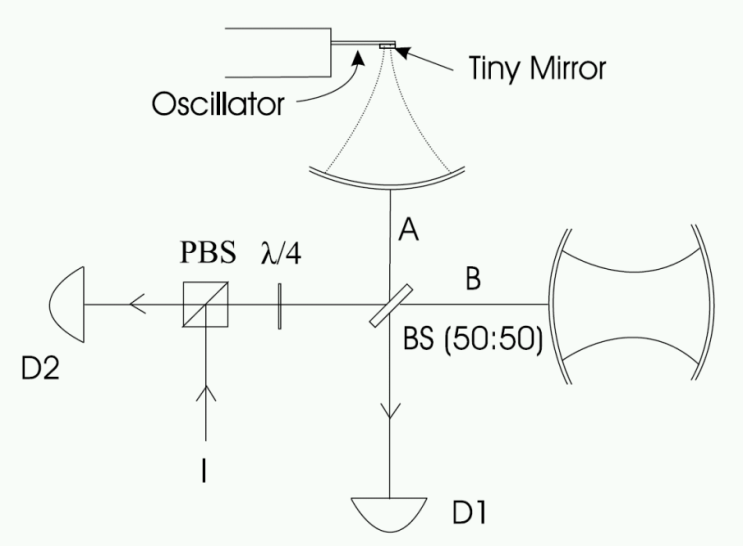 Tiny Mirror
Oscillator
A
PBS λ/4
B
BS (50:50)
D2
I
D1